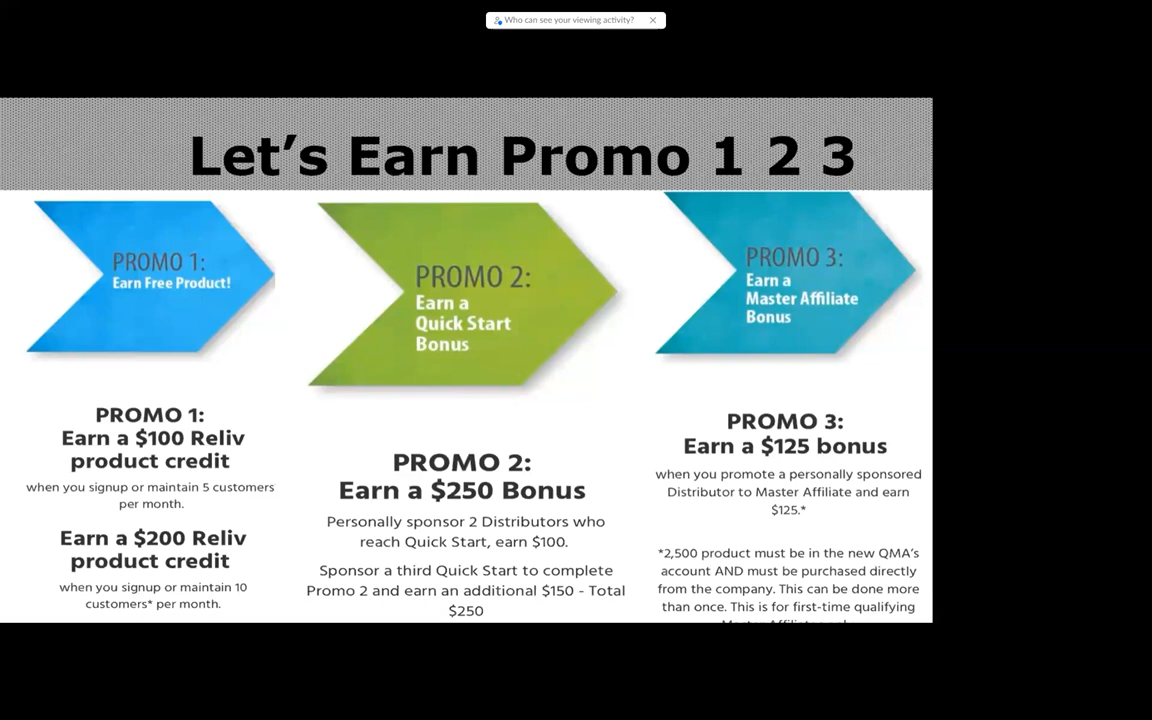 Who can see your viewing activity?
Let’s Earn Promo 1 2 3
PROMO 1:
Earn Free Product!
PROMO 1:
Earn a $100 Reliv
product credit
when you signup or maintain 5 customers
per month.
Earn a $200 Reliv
product credit
when you signup or maintain 10
customers* per month.
PROMO 2:
Earn a
Quick Start
Bonus
PROMO 2:
Earn a $250 Bonus
Personally sponsor 2 Distributors who
reach Quick Start, earn $100.
Sponsor a third Quick Start to complete
Promo 2 and earn an additional $150 - Total
$250
PROMO 3:
Earn a
Master Affiliate
Bonus
PROMO 3:
Earn a $125 bonus
when you promote a personally sponsored
Distributor to Master Affiliate and earn
$125.*
*2,500 product must be in the new QMA’s
account AND must be purchased directly
from the company. This can be done more
than once. This is for first-time qualifying